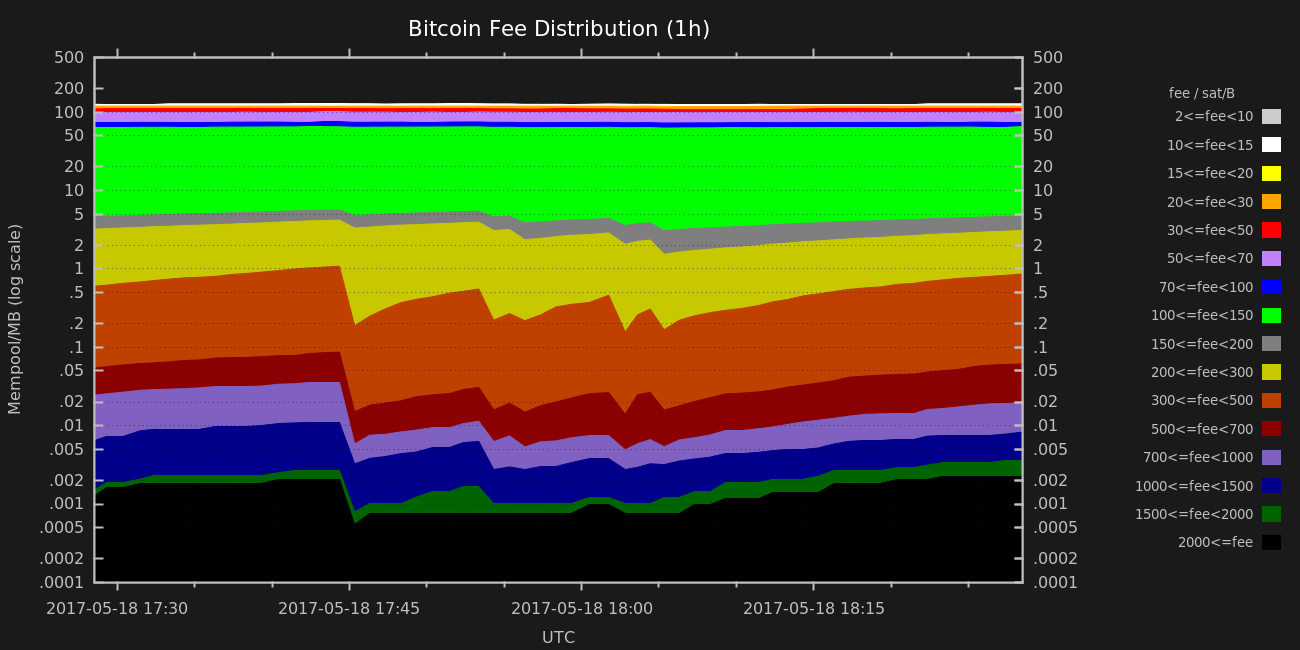 Bitcoin Fee Distribution (1h)
500
200
100
50
20
10
5
2
1
.5
.2
.1
.05
.02
.01
.005
.002
.001
.0005
.0002
.0001
Mempool/MB (log scale)
500
200
100
50
20
10
5
2
1
.5
.2
.1
.05
.02
.01
.005
.002
.001
.0005
.0002
.0001
2017-05-18 17:30
2017-05-18 17:45
2017-05-18 18:00
2017-05-18 18:15
UTC
fee / sat/B
2<=fee<10
10<=fee<15
15<=fee<20
20<=fee<30
30<=fee<50
50<=fee<70
70<=fee<100
100<=fee<150
150<=fee<200
200<=fee<300
300<=fee<500
500<=fee<700
700<=fee<1000
1000<=fee<1500
1500<=fee<2000
2000<=fee